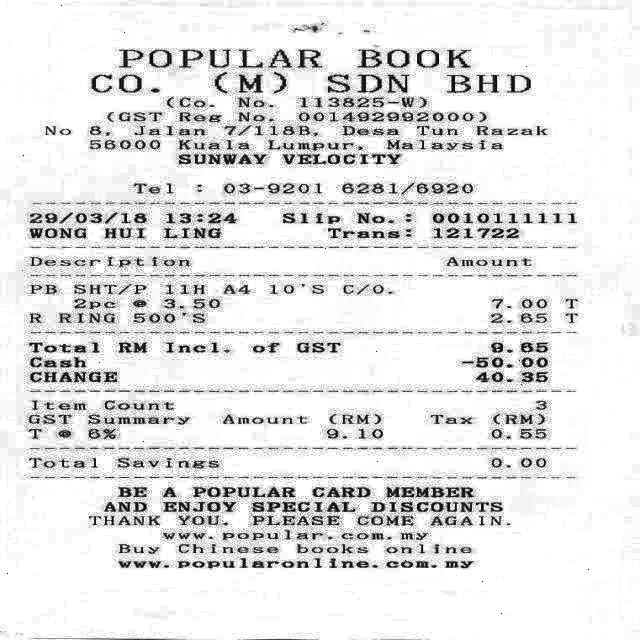 POPULAR BOOK
CO. (M) SDN BHD
(Co. No. 113825-W)
(GST Reg No. 001492992000)
No 8, Jalan 7/118B, Desa Tun Razak
56000 Kuala Lumpur, Malaysia
SUNWAY VELOCITY
Tel : 03-9201 6281/6920
29/03/18 13:24 Slip No.: 0010111111
WONG HUI LING Trans: 121722
Description Amount
PB SHT/P 11H A4 10'S C/O.
2pc @ 3.50 7.00 T
R RING 500'S 2.65 T
Total RM Incl. of GST 9.65
Cash -50.00
CHANGE 40.35
Item Count 3
GST Summary Amount (RM) Tax (RM)
T @ 6% 9.10 0.55
Total Savings 0.00
BE A POPULAR CARD MEMBER
AND ENJOY SPECIAL DISCOUNTS
THANK YOU. PLEASE COME AGAIN.
www.popular.com.my
Buy Chinese books online
www.popularonline.com.my